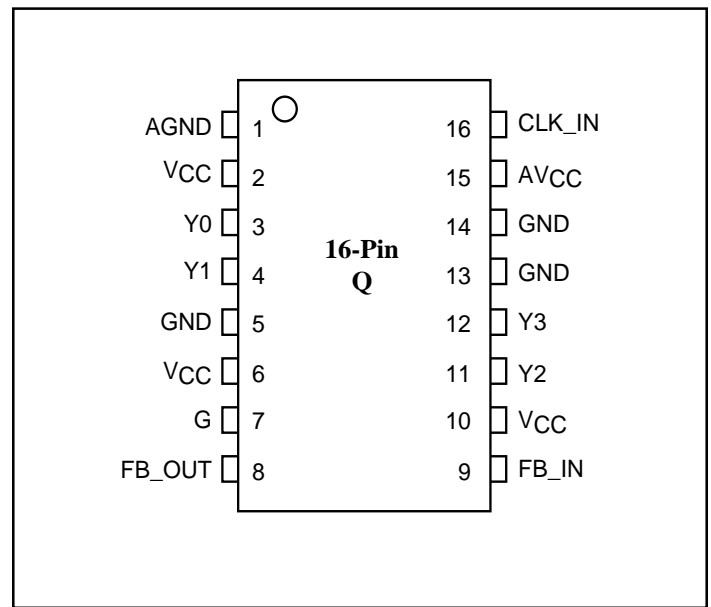 AGND 1 16 CLK_IN
VCC 2 15 AVCC
Y0 3 14 GND
16-Pin
Y1 4 13 GND
Q
GND 5 12 Y3
VCC 6 11 Y2
G 7 10 VCC
FB_OUT 8 9 FB_IN